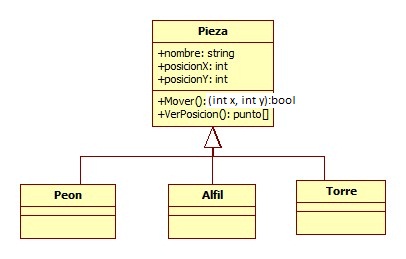 Pieza
+nombre: string
+posicionX: int
+posicionY: int
+Mover(): (int x, int y):bool
+VerPosicion(): punto[]
Peon
Alfil
Torre